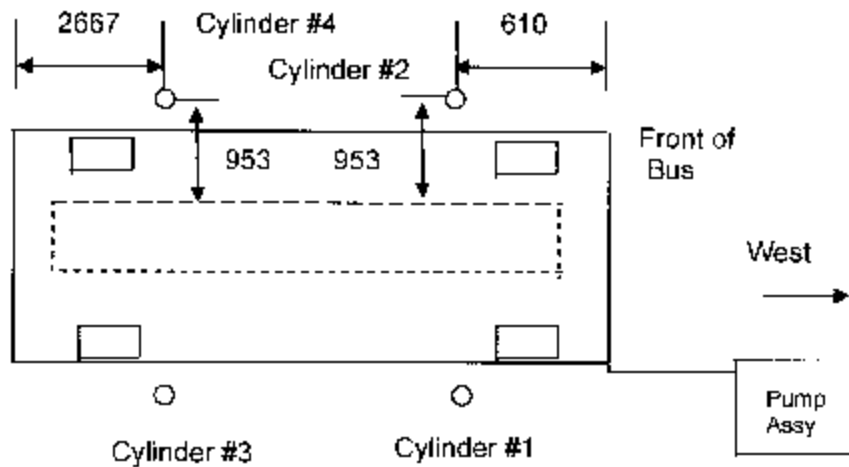 2667
Cylinder #4
610
Cylinder #2
953
953
Front of
Bus
West
Pump
Assy
Cylinder #3
Cylinder #1